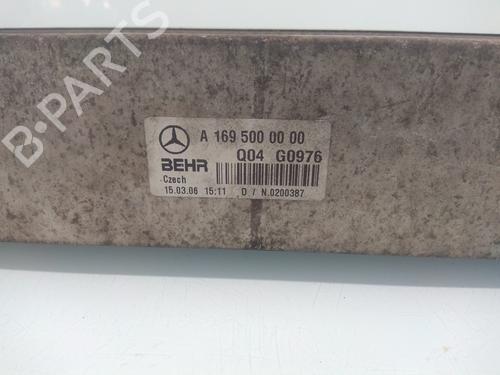 A 169 500 00 00
BEHR Q04 G0976
Czech
15.03.06 15:11 D / N.0200387
B-PARTS